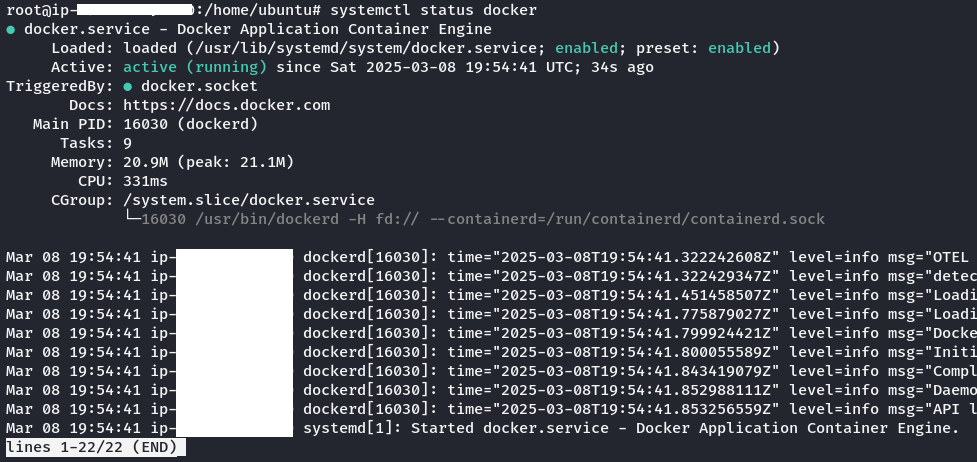 root@ip-:/home/ubuntu# systemctl status docker
● docker.service - Docker Application Container Engine
Loaded: loaded (/usr/lib/systemd/system/docker.service; enabled; preset: enabled)
Active: active (running) since Sat 2025-03-08 19:54:41 UTC; 34s ago
TriggeredBy: ● docker.socket
Docs: https://docs.docker.com
Main PID: 16030 (dockerd)
Tasks: 9
Memory: 20.9M (peak: 21.1M)
CPU: 331ms
CGroup: /system.slice/docker.service
└─16030 /usr/bin/dockerd -H fd:// --containerd=/run/containerd/containerd.sock
Mar 08 19:54:41 ip- dockerd[16030]: time="2025-03-08T19:54:41.322242608Z" level=info msg="OTEL
Mar 08 19:54:41 ip- dockerd[16030]: time="2025-03-08T19:54:41.322429347Z" level=info msg="detec
Mar 08 19:54:41 ip- dockerd[16030]: time="2025-03-08T19:54:41.451458507Z" level=info msg="Loadi
Mar 08 19:54:41 ip- dockerd[16030]: time="2025-03-08T19:54:41.775879027Z" level=info msg="Loadi
Mar 08 19:54:41 ip- dockerd[16030]: time="2025-03-08T19:54:41.799924421Z" level=info msg="Docke
Mar 08 19:54:41 ip- dockerd[16030]: time="2025-03-08T19:54:41.800055589Z" level=info msg="Initi
Mar 08 19:54:41 ip- dockerd[16030]: time="2025-03-08T19:54:41.843419079Z" level=info msg="Compl
Mar 08 19:54:41 ip- dockerd[16030]: time="2025-03-08T19:54:41.852988111Z" level=info msg="Daemo
Mar 08 19:54:41 ip- dockerd[16030]: time="2025-03-08T19:54:41.853256559Z" level=info msg="API l
Mar 08 19:54:41 ip- systemd[1]: Started docker.service - Docker Application Container Engine.
lines 1-22/22 (END)